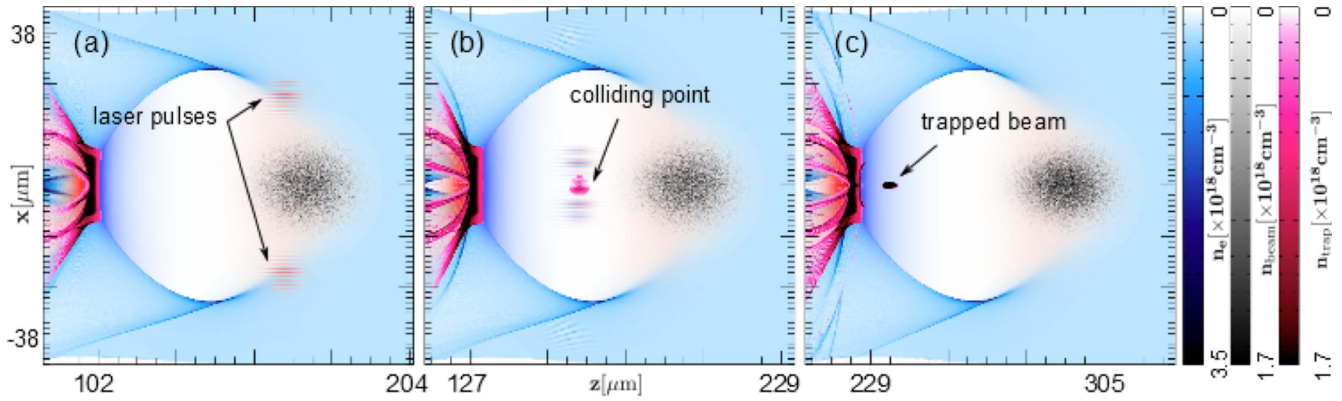 (a) (b) (c)
laser pulses
colliding point
trapped beam
38
-38
x[μm]
102 204
127 z[μm] 229
229 305
0 0 0
n_e[×10^18 cm^−3]
n_beam[×10^18 cm^−3]
n_trap[×10^18 cm^−3]
3.5 1.7 1.7